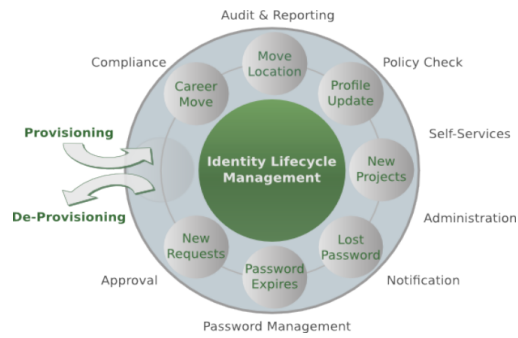 Audit & Reporting
Compliance
Move
Location
Policy Check
Career
Move
Profile
Update
Provisioning
Self-Services
Identity Lifecycle
Management
New
Projects
De-Provisioning
Administration
New
Requests
Lost
Password
Password
Expires
Approval
Notification
Password Management